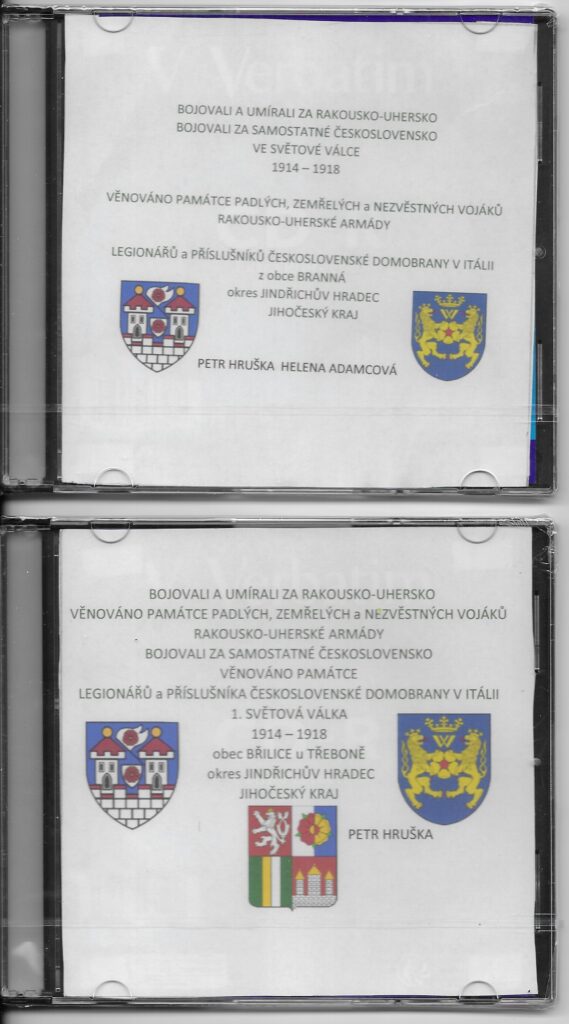 Verbatim
BOJOVALI A UMÍRALI ZA RAKOUSKO-UHERSKO
BOJOVALI ZA SAMOSTATNÉ ČESKOSLOVENSKO
VE SVĚTOVÉ VÁLCE
1914 – 1918
VĚNOVÁNO PAMÁTCE PADLÝCH, ZEMŘELÝCH a NEZVĚSTNÝCH VOJÁKŮ
RAKOUSKO-UHERSKÉ ARMÁDY
LEGIONÁŘŮ a PŘÍSLUŠNÍKŮ ČESKOSLOVENSKÉ DOMOBRANY V ITÁLII
z obce BRANNÁ
okres JINDŘICHŮV HRADEC
JIHOČESKÝ KRAJ
W
PETR HRUŠKA HELENA ADAMCOVÁ
BOJOVALI A UMÍRALI ZA RAKOUSKO-UHERSKO
VĚNOVÁNO PAMÁTCE PADLÝCH, ZEMŘELÝCH a NEZVĚSTNÝCH VOJÁKŮ
RAKOUSKO-UHERSKÉ ARMÁDY
BOJOVALI ZA SAMOSTATNÉ ČESKOSLOVENSKO
VĚNOVÁNO PAMÁTCE
LEGIONÁŘŮ a PŘÍSLUŠNÍKA ČESKOSLOVENSKÉ DOMOBRANY V ITÁLII
1. SVĚTOVÁ VÁLKA
1914 – 1918
obec BŘILICE u TŘEBONĚ
okres JINDŘICHŮV HRADEC
JIHOČESKÝ KRAJ
W
PETR HRUŠKA